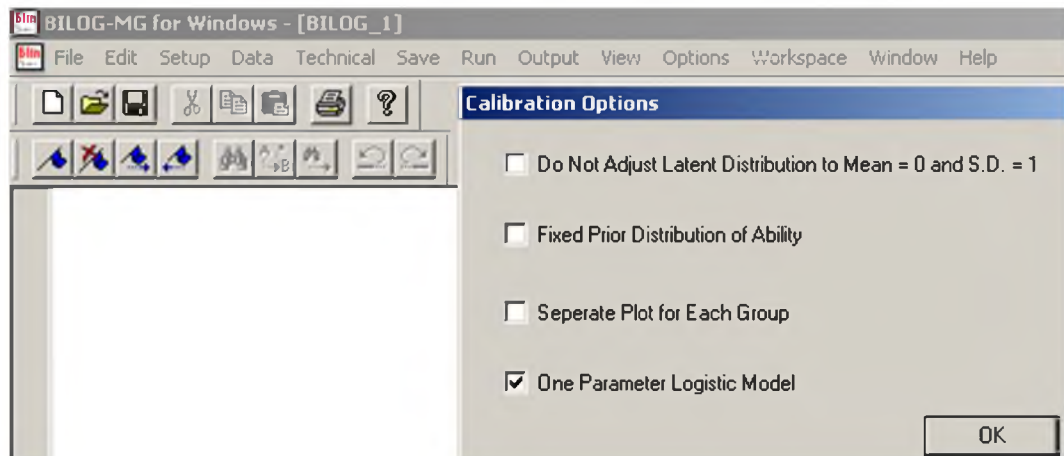 BILOG-MG for Windows - [BILOG_1]
File Edit Setup Data Technical Save Run Output View Options Workspace Window Help
Calibration Options
Do Not Adjust Latent Distribution to Mean = 0 and S.D. = 1
Fixed Prior Distribution of Ability
Seperate Plot for Each Group
One Parameter Logistic Model
OK